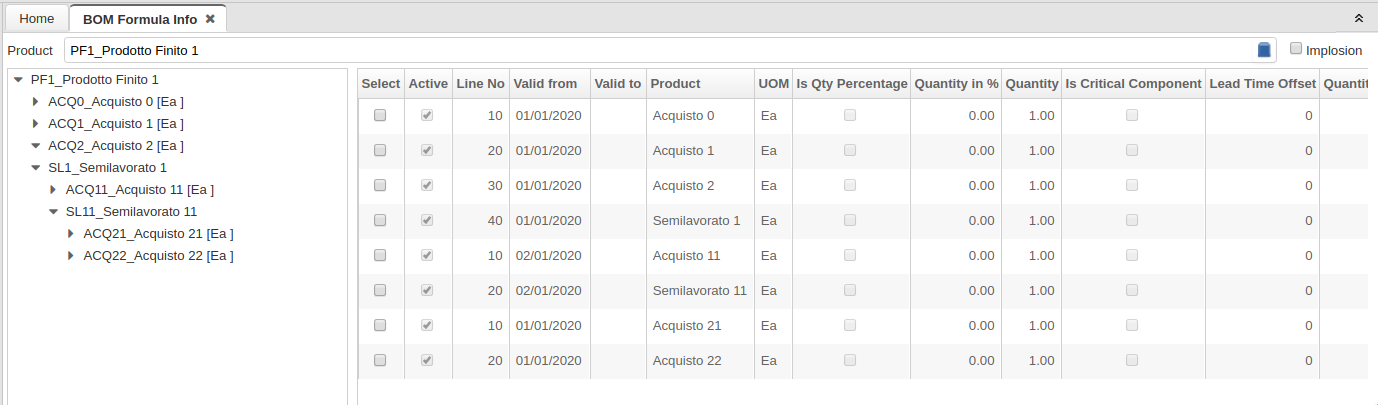 Home BOM Formula Info
Product PF1_Prodotto Finito 1 Implosion
PF1_Prodotto Finito 1
ACQ0_Acquisto 0 [Ea ]
ACQ1_Acquisto 1 [Ea ]
ACQ2_Acquisto 2 [Ea ]
SL1_Semilavorato 1
ACQ11_Acquisto 11 [Ea ]
SL11_Semilavorato 11
ACQ21_Acquisto 21 [Ea ]
ACQ22_Acquisto 22 [Ea ]
Select Active Line No Valid from Valid to Product UOM Is Qty Percentage Quantity in % Quantity Is Critical Component Lead Time Offset Quantit
10 01/01/2020 Acquisto 0 Ea 0.00 1.00 0
20 01/01/2020 Acquisto 1 Ea 0.00 1.00 0
30 01/01/2020 Acquisto 2 Ea 0.00 1.00 0
40 01/01/2020 Semilavorato 1 Ea 0.00 1.00 0
10 02/01/2020 Acquisto 11 Ea 0.00 1.00 0
20 02/01/2020 Semilavorato 11 Ea 0.00 1.00 0
10 01/01/2020 Acquisto 21 Ea 0.00 1.00 0
20 01/01/2020 Acquisto 22 Ea 0.00 1.00 0